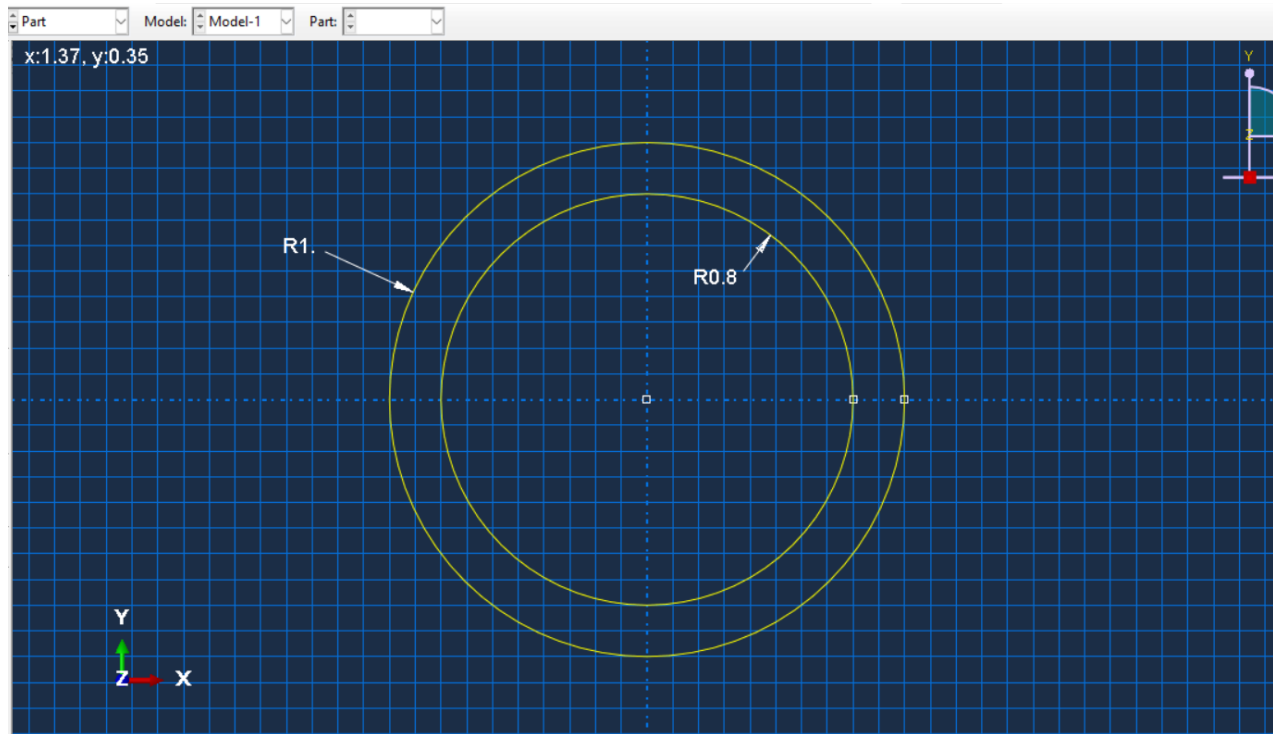 Part Model: Model-1 Part:
x:1.37, y:0.35
Y
Z
R1.
R0.8
Y
Z X